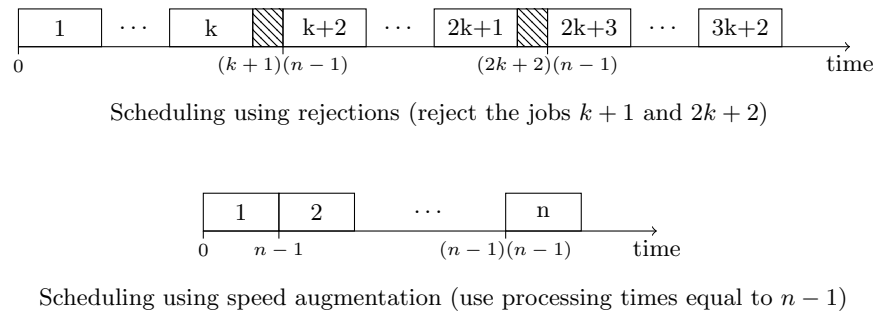 1 ··· k k+2 ··· 2k+1 2k+3 ··· 3k+2
0 (k + 1)(n − 1) (2k + 2)(n − 1) time
Scheduling using rejections (reject the jobs k + 1 and 2k + 2)
1 2 ··· n
0 n − 1 (n − 1)(n − 1) time
Scheduling using speed augmentation (use processing times equal to n − 1)